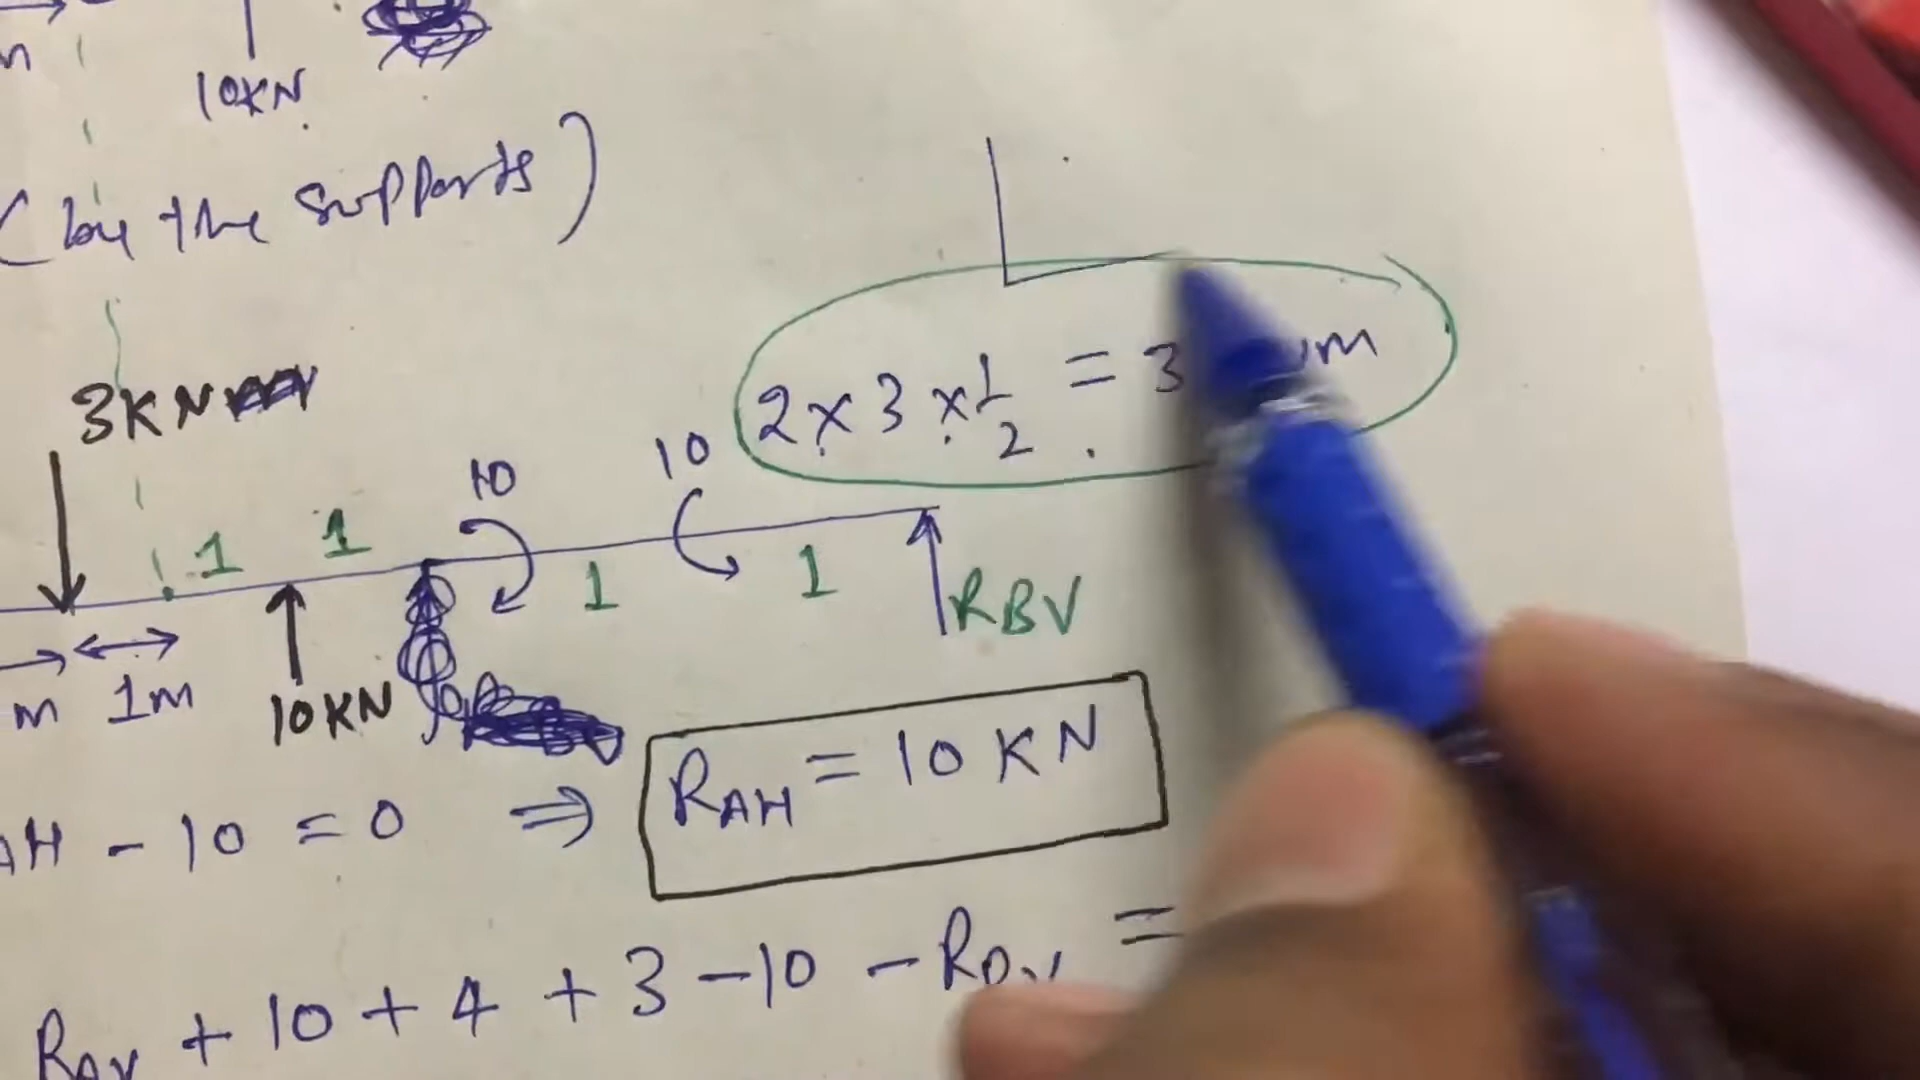 m
10KN
(by the supports)
3KN
2 x 3 x 1/2 = 3 m
10
10
1 1 1 1
RBV
m 1m
10KN
RAH = 10 KN
AH - 10 = 0 ⇒
RAV + 10 + 4 + 3 - 10 - R =